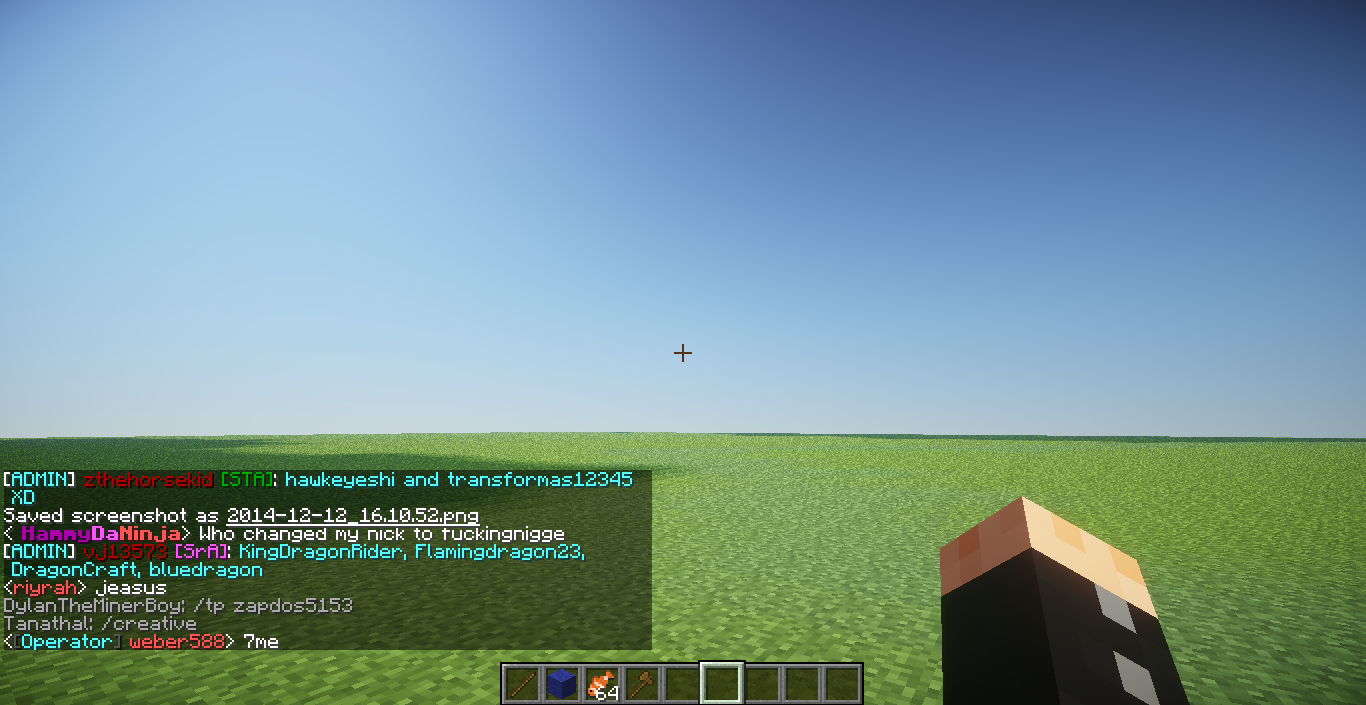 [ADMIN] zthehorsekid [STA]: hawkeyeshi and transformas12345
XD
Saved screenshot as 2014-12-12_16.10.52.png
< HammyDaNinja> Who changed my nick to fuckingnigge
[ADMIN] vj13573 [SrA]: KingDragonRider, Flamingdragon23,
DragonCraft, bluedragon
<riyrah> jeasus
DylanTheMinerBoy: /tp zapdos5153
Tanathal: /creative
<[Operator] weber588> 7me
64